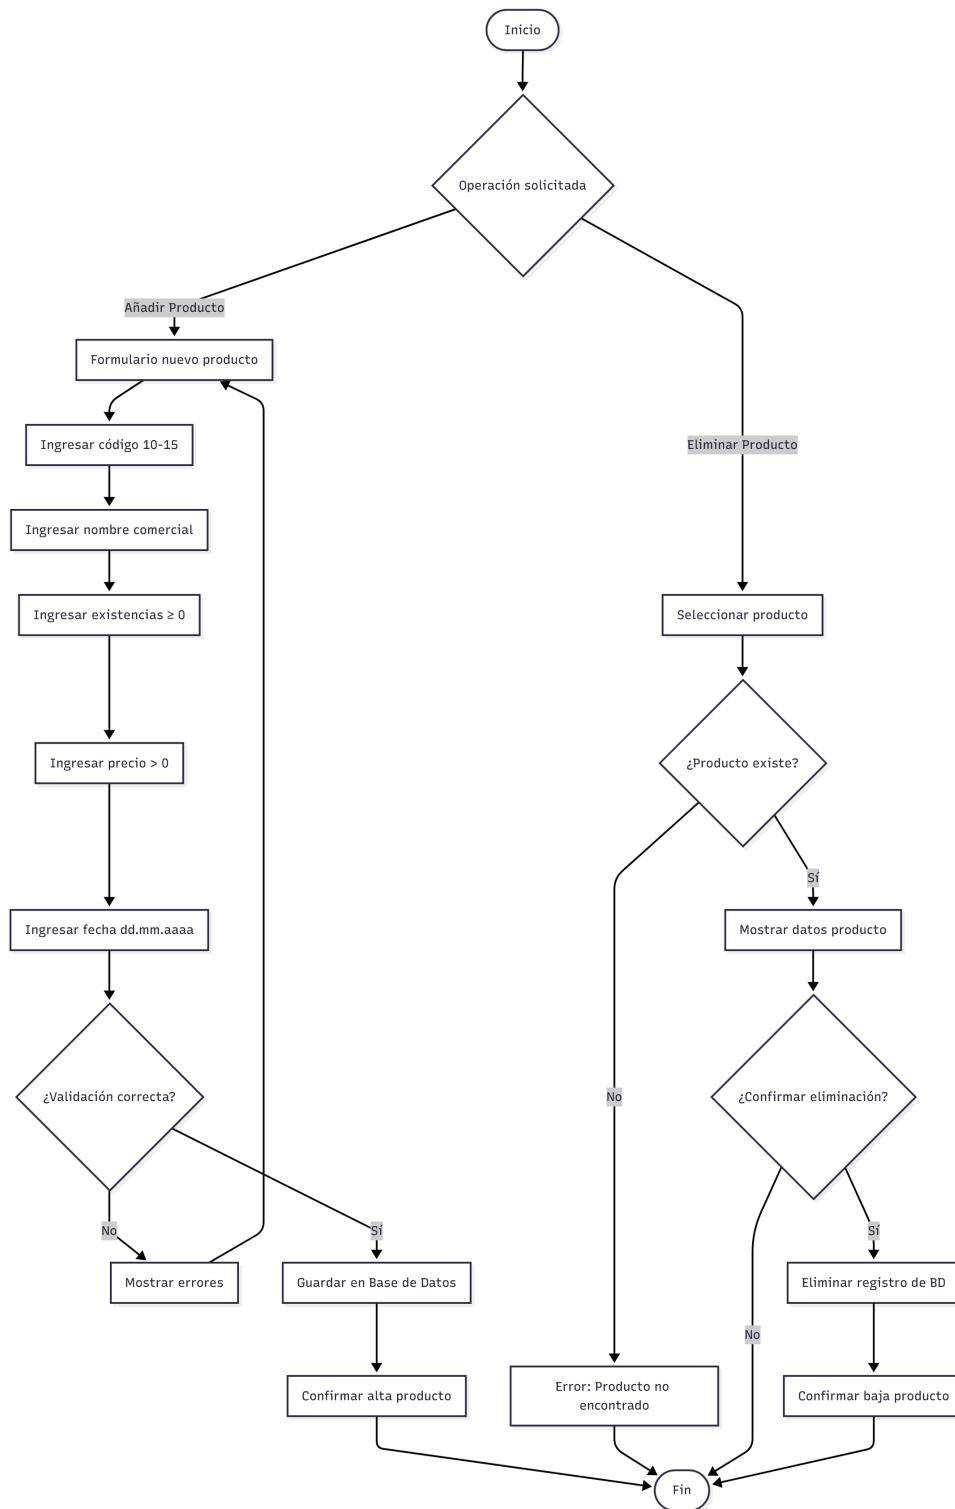 Inicio
Operación solicitada
Añadir Producto
Formulario nuevo producto
Ingresar código 10-15
Eliminar Producto
Ingresar nombre comercial
Ingresar existencias ≥ 0
Seleccionar producto
Ingresar precio > 0
¿Producto existe?
Sí
Ingresar fecha dd.mm.aaaa
Mostrar datos producto
¿Validación correcta?
No
¿Confirmar eliminación?
No
Sí
Sí
Mostrar errores
Guardar en Base de Datos
Eliminar registro de BD
No
Confirmar alta producto
Error: Producto no
encontrado
Confirmar baja producto
Fin